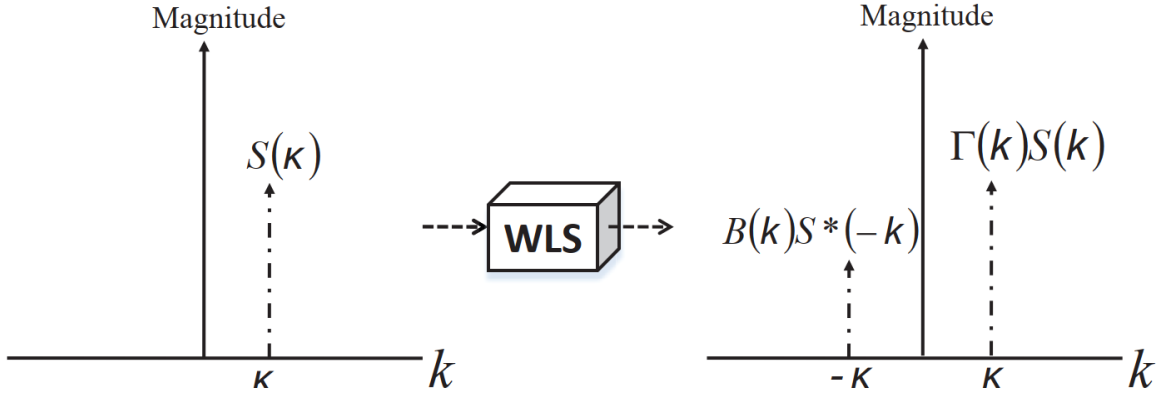 Magnitude
S(κ)
κ
k
WLS
Magnitude
Γ(k)S(k)
B(k)S*(−k)
-κ
κ
k